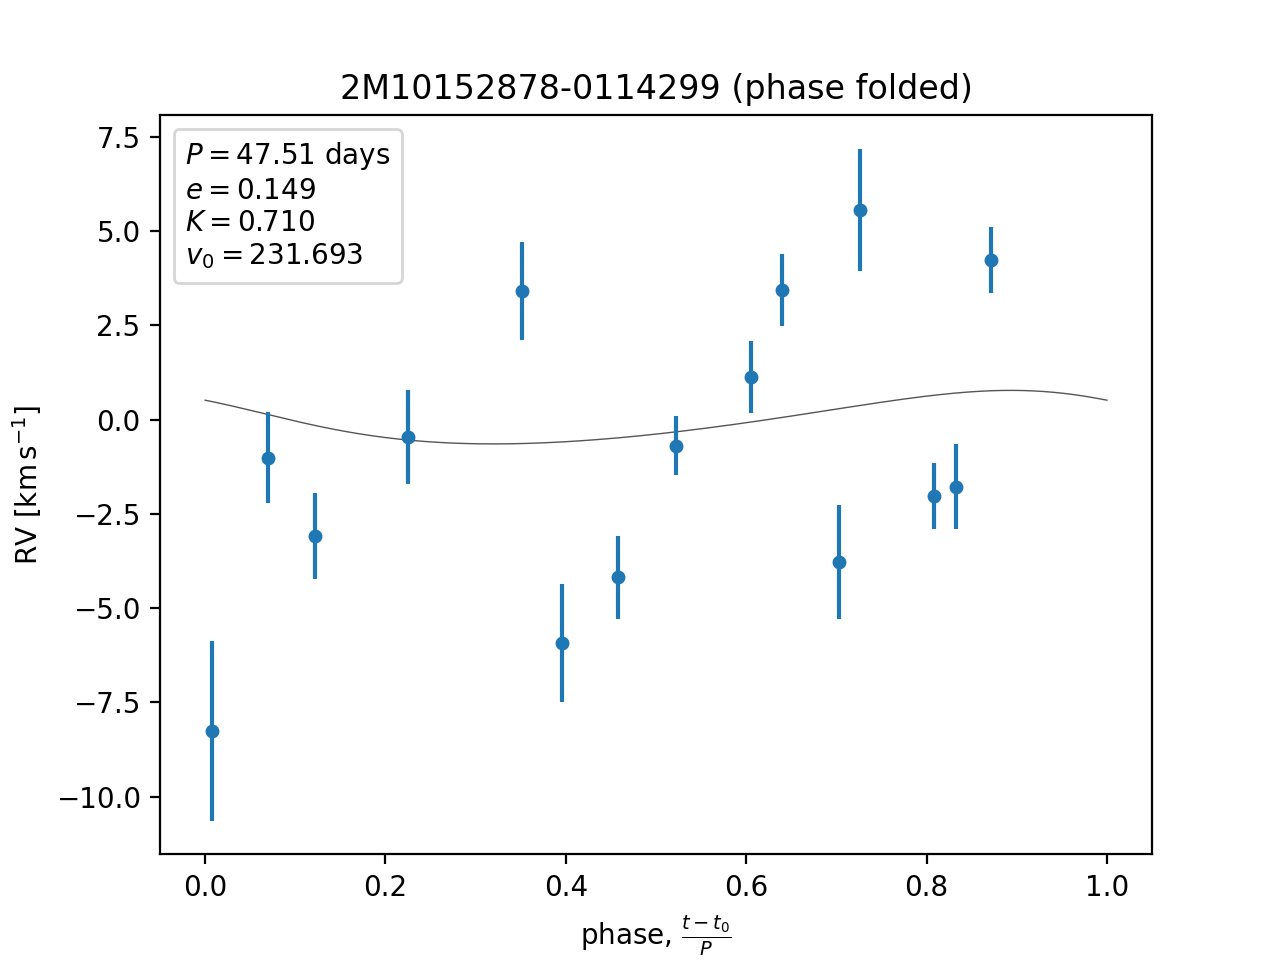 2M10152878-0114299 (phase folded)
P = 47.51 days
e = 0.149
K = 0.710
v₀ = 231.693
7.5
5.0
2.5
0.0
−2.5
−5.0
−7.5
−10.0
RV [km s⁻¹]
0.0 0.2 0.4 0.6 0.8 1.0
phase, (t − t₀)/P